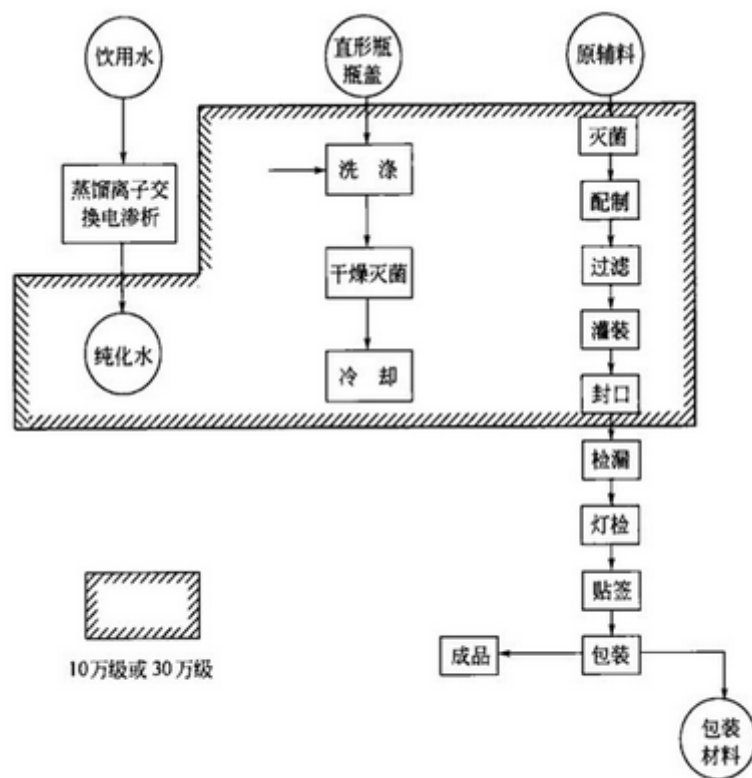 饮用水
直形瓶
瓶盖
原辅料
灭菌
洗 涤
蒸馏离子交
换电渗析
配制
过滤
干燥灭菌
灌装
纯化水
冷 却
封口
检漏
灯检
贴签
10万级或30万级
成品
包装
包装
材料